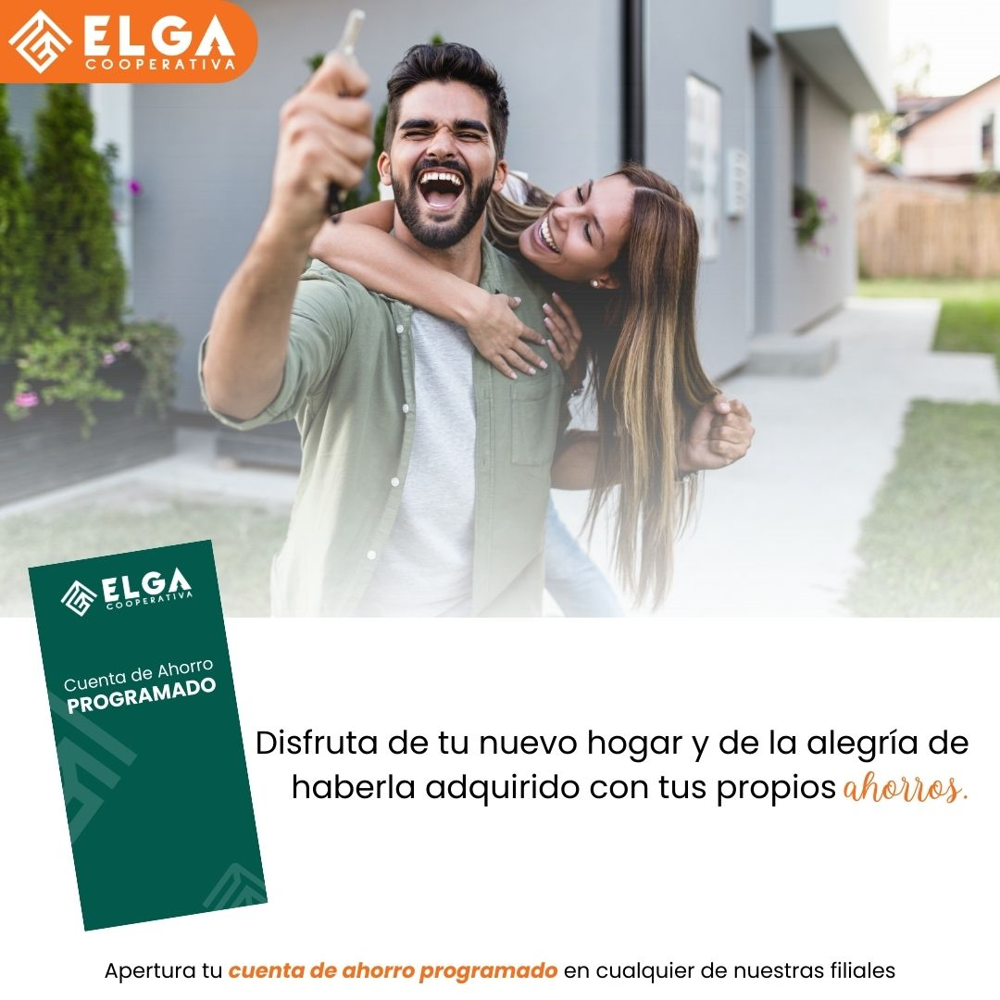 ELGA
COOPERATIVA
ELGA
COOPERATIVA
Cuenta de Ahorro
PROGRAMADO
Disfruta de tu nuevo hogar y de la alegría de
haberla adquirido con tus propios ahorros.
Apertura tu cuenta de ahorro programado en cualquier de nuestras filiales